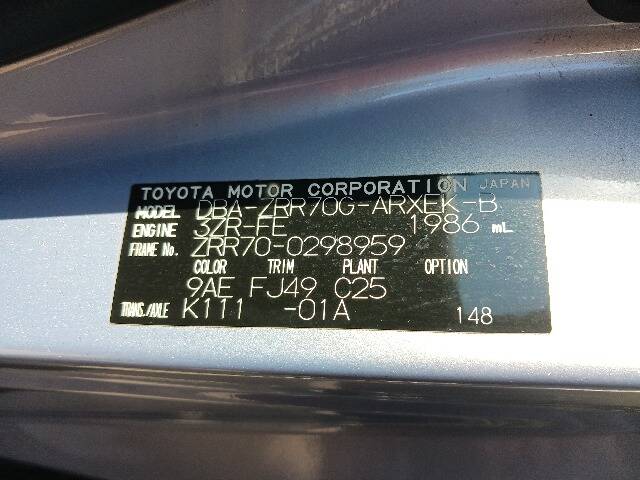 TOYOTA MOTOR CORPORATION JAPAN
MODEL DBA-ZRR70G-ARXEK-B
ENGINE 3ZR-FE 1986 mL
FRAME No. ZRR70-0298959
COLOR TRIM PLANT OPTION
9AE FJ49 C25
TRANS./AXLE K111 -01A 148